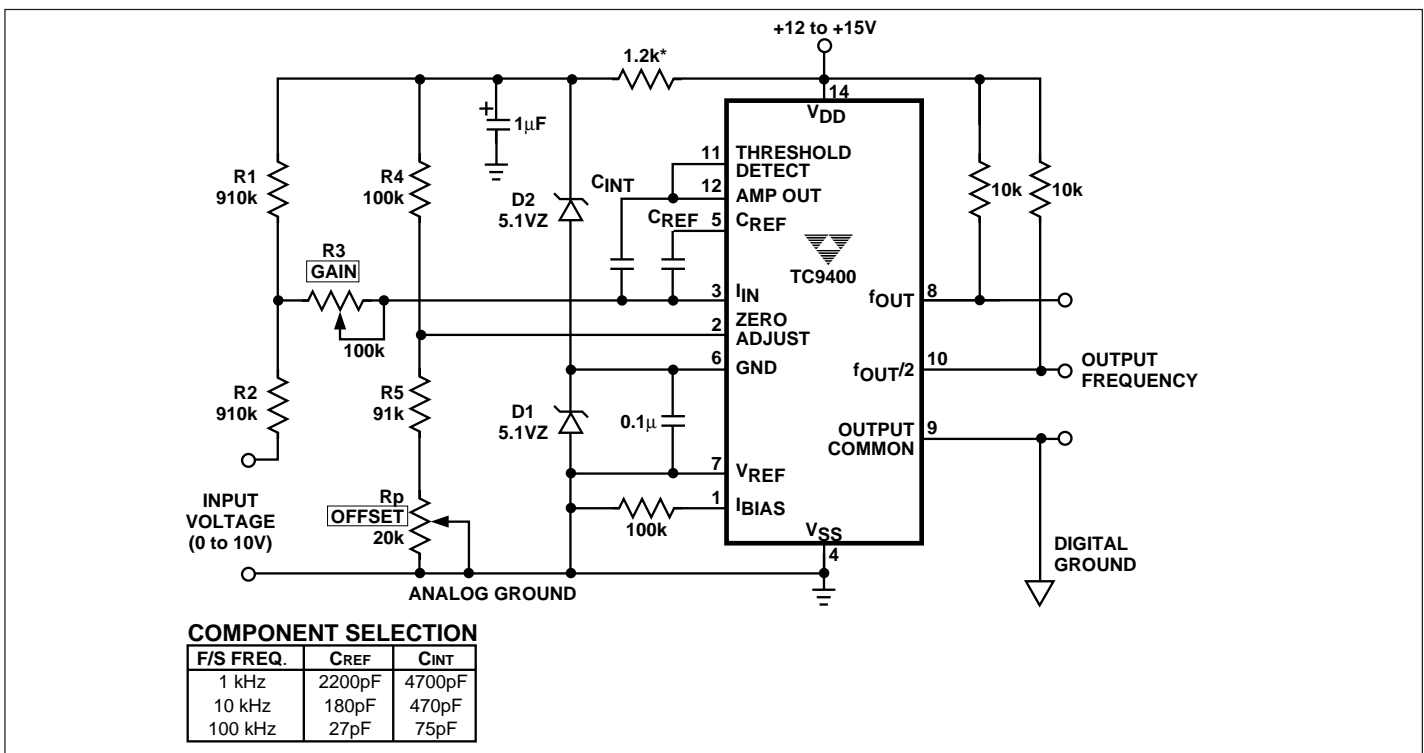 +12 to +15V
1.2k*
14
VDD
+
1µF
R1
910k
R4
100k
11
THRESHOLD
DETECT
CINT
12
AMP OUT
10k
10k
D2
5.1VZ
CREF
5
CREF
TC9400
R3
GAIN
100k
3
IIN
fOUT
8
2
ZERO
ADJUST
6
GND
fOUT/2
10
OUTPUT
FREQUENCY
R2
910k
R5
91k
D1
5.1VZ
0.1µ
OUTPUT
COMMON
9
7
VREF
INPUT
VOLTAGE
(0 to 10V)
Rp
OFFSET
20k
1
IBIAS
100k
VSS
4
DIGITAL
GROUND
ANALOG GROUND
COMPONENT SELECTION
F/S FREQ. CREF CINT
1 kHz 2200pF 4700pF
10 kHz 180pF 470pF
100 kHz 27pF 75pF